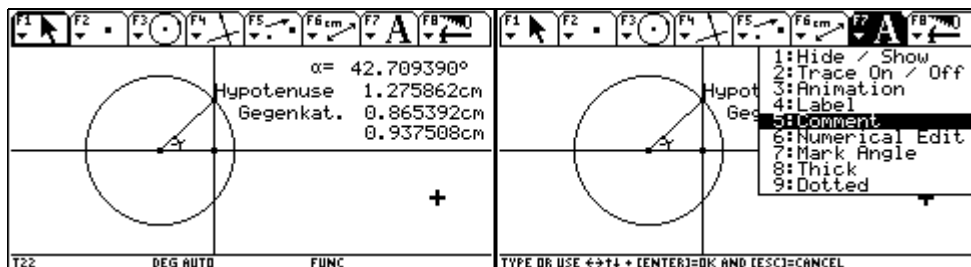 F1 F2 F3 F4 F5 F6 cm F7 A F8
α= 42.709390°
Hypotenuse 1.275862cm
Gegenkat. 0.865392cm
0.937508cm
T22 DEG AUTO FUNC
F1 F2 F3 F4 F5 F6 cm F7 A F8
1:Hide / Show
2:Trace On / Off
3:Animation
4:Label
5:Comment
6:Numerical Edit
7:Mark Angle
8:Thick
9:Dotted
Hypot
Geg
TYPE OR USE ←→↑↓ + [ENTER]=OK AND [ESC]=CANCEL